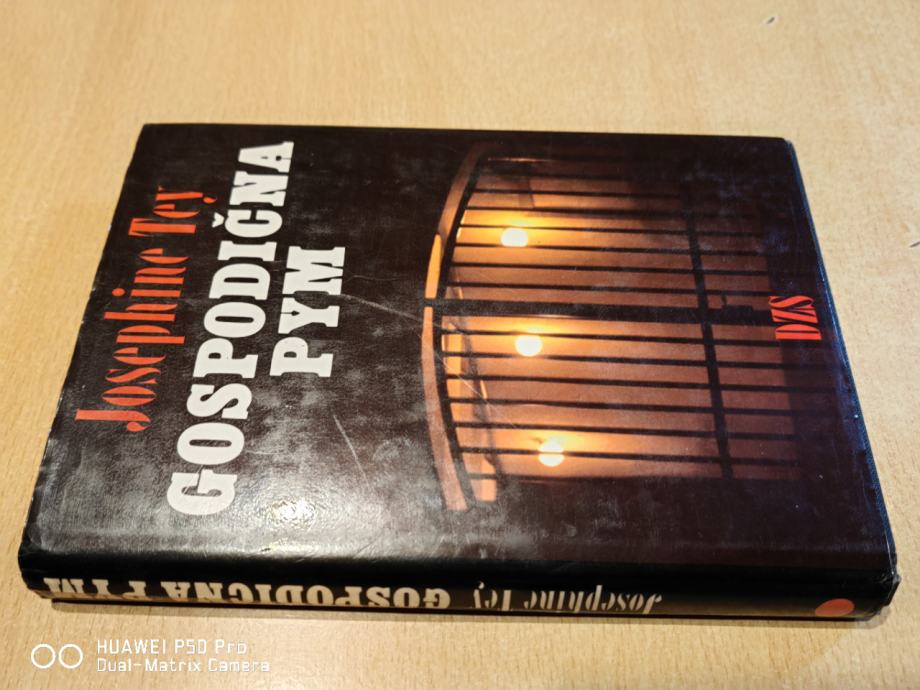 Josephine Tey
GOSPODIČNA
PYM
DZS
Josephine Tey GOSPODIČNA PYM
HUAWEI P50 Pro
Dual-Matrix Camera